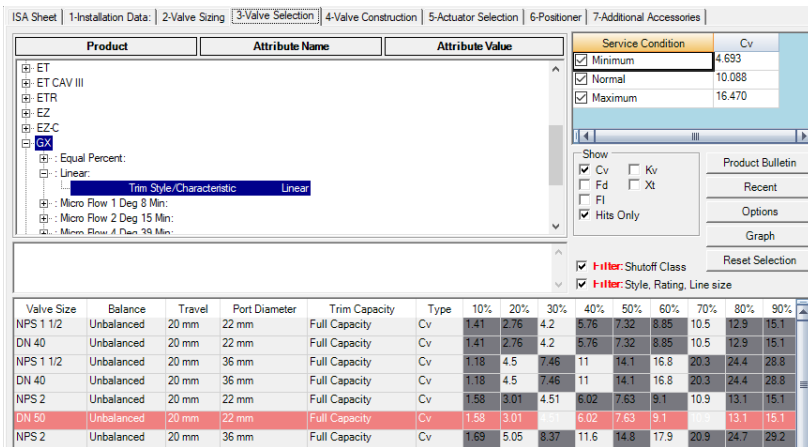 ISA Sheet 1-Installation Data: 2-Valve Sizing 3-Valve Selection 4-Valve Construction 5-Actuator Selection 6-Positioner 7-Additional Accessories
Product Attribute Name Attribute Value
ET
ET CAV III
ETR
EZ
EZ-C
GX
: Equal Percent:
: Linear:
Trim Style/Characteristic Linear
: Micro Flow 1 Deg 8 Min:
: Micro Flow 2 Deg 15 Min:
: Micro Flow 4 Deg 39 Min:
Service Condition Cv
Minimum 4.693
Normal 10.088
Maximum 16.470
Show
Cv Kv
Fd Xt
Fl
Hits Only
Product Bulletin
Recent
Options
Graph
Reset Selection
Filter: Shutoff Class
Filter: Style, Rating, Line size
Valve Size Balance Travel Port Diameter Trim Capacity Type 10% 20% 30% 40% 50% 60% 70% 80% 90%
NPS 1 1/2 Unbalanced 20 mm 22 mm Full Capacity Cv 1.41 2.76 4.2 5.76 7.32 8.85 10.5 12.9 15.1
DN 40 Unbalanced 20 mm 22 mm Full Capacity Cv 1.41 2.76 4.2 5.76 7.32 8.85 10.5 12.9 15.1
NPS 1 1/2 Unbalanced 20 mm 36 mm Full Capacity Cv 1.18 4.5 7.46 11 14.1 16.8 20.3 24.4 28.8
DN 40 Unbalanced 20 mm 36 mm Full Capacity Cv 1.18 4.5 7.46 11 14.1 16.8 20.3 24.4 28.8
NPS 2 Unbalanced 20 mm 22 mm Full Capacity Cv 1.58 3.01 4.51 6.02 7.63 9.1 10.9 13.1 15.1
DN 50 Unbalanced 20 mm 22 mm Full Capacity Cv 1.58 3.01 4.51 6.02 7.63 9.1 10.9 13.1 15.1
NPS 2 Unbalanced 20 mm 36 mm Full Capacity Cv 1.69 5.05 8.37 11.6 14.8 17.9 20.9 24.7 29.2